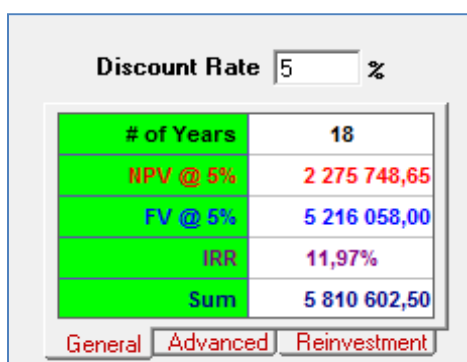 Discount Rate 5 %
# of Years 18
NPV @ 5% 2 275 748,65
FV @ 5% 5 216 058,00
IRR 11,97%
Sum 5 810 602,50
General Advanced Reinvestment